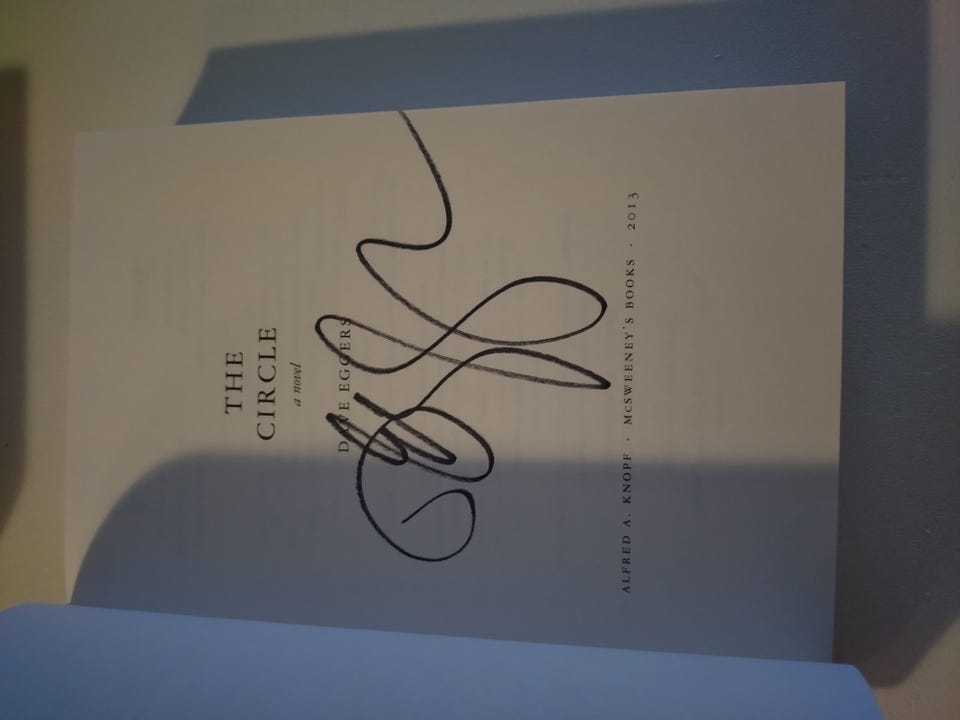 THE
CIRCLE
a novel
DAVE EGGERS
ALFRED A. KNOPF · McSWEENEY'S BOOKS · 2013